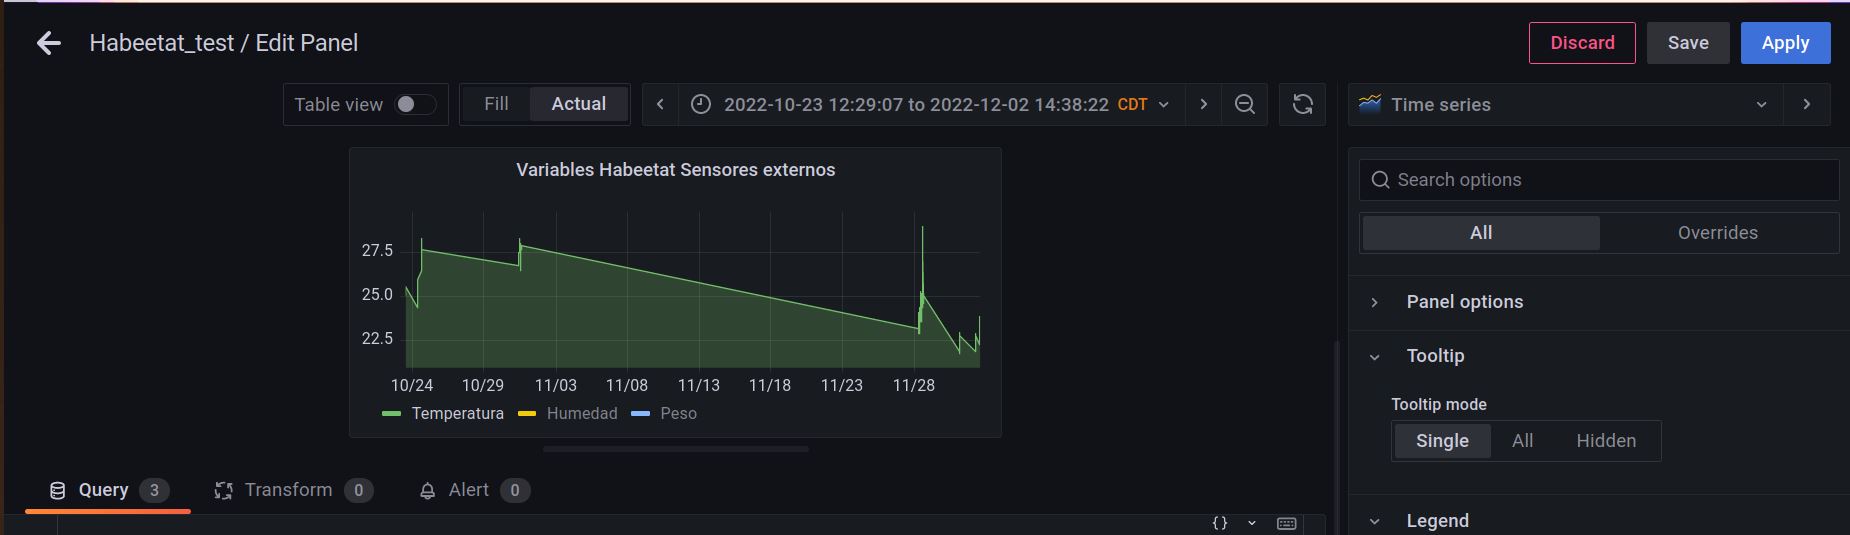 Habeetat_test / Edit Panel
Discard
Save
Apply
Table view
Fill
Actual
2022-10-23 12:29:07 to 2022-12-02 14:38:22 CDT
Time series
Variables Habeetat Sensores externos
27.5
25.0
22.5
10/24 10/29 11/03 11/08 11/13 11/18 11/23 11/28
Temperatura Humedad Peso
Query 3
Transform 0
Alert 0
{}
Search options
All
Overrides
Panel options
Tooltip
Tooltip mode
Single
All
Hidden
Legend